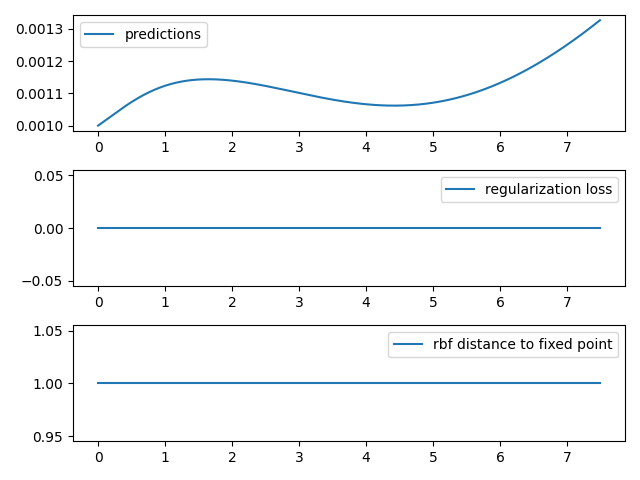 0.0013
0.0012
0.0011
0.0010
predictions
0 1 2 3 4 5 6 7
0.05
0.00
−0.05
regularization loss
0 1 2 3 4 5 6 7
1.05
1.00
0.95
rbf distance to fixed point
0 1 2 3 4 5 6 7